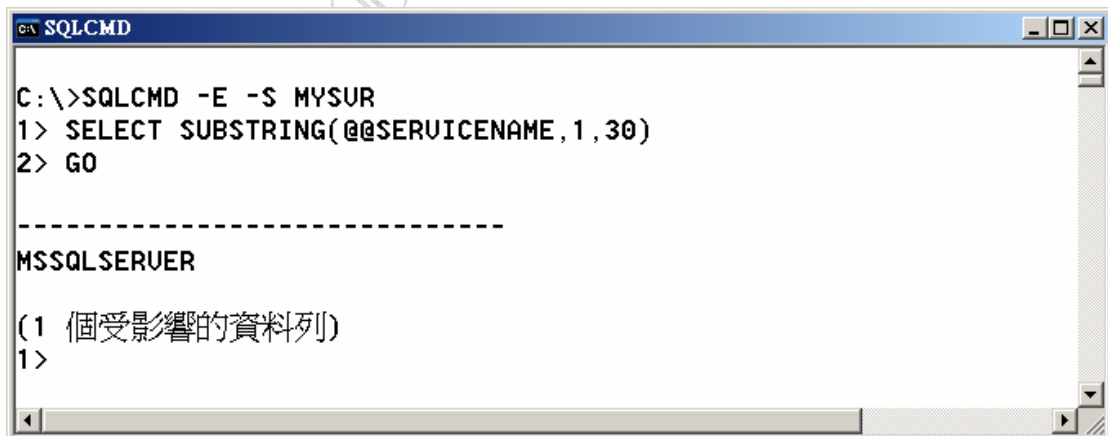 SQLCMD
C:\>SQLCMD -E -S MYSVR
1> SELECT SUBSTRING(@@SERVICENAME,1,30)
2> GO
------------------------------
MSSQLSERVER
(1 個受影響的資料列)
1>